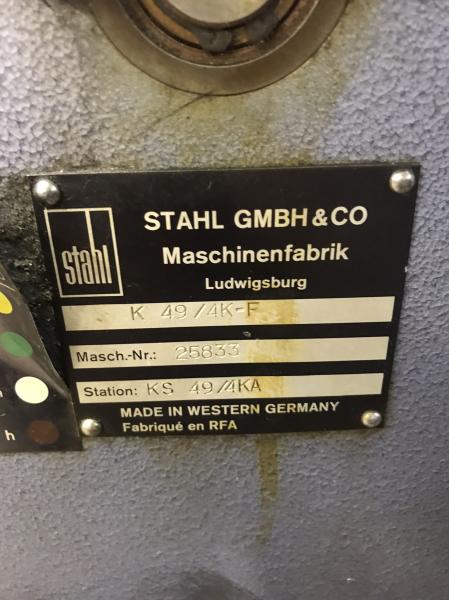 stahl
STAHL GMBH & CO
Maschinenfabrik
Ludwigsburg
K 49/4K-F
Masch.-Nr.: 25833
Station: KS 49/4KA
MADE IN WESTERN GERMANY
Fabriqué en RFA
h